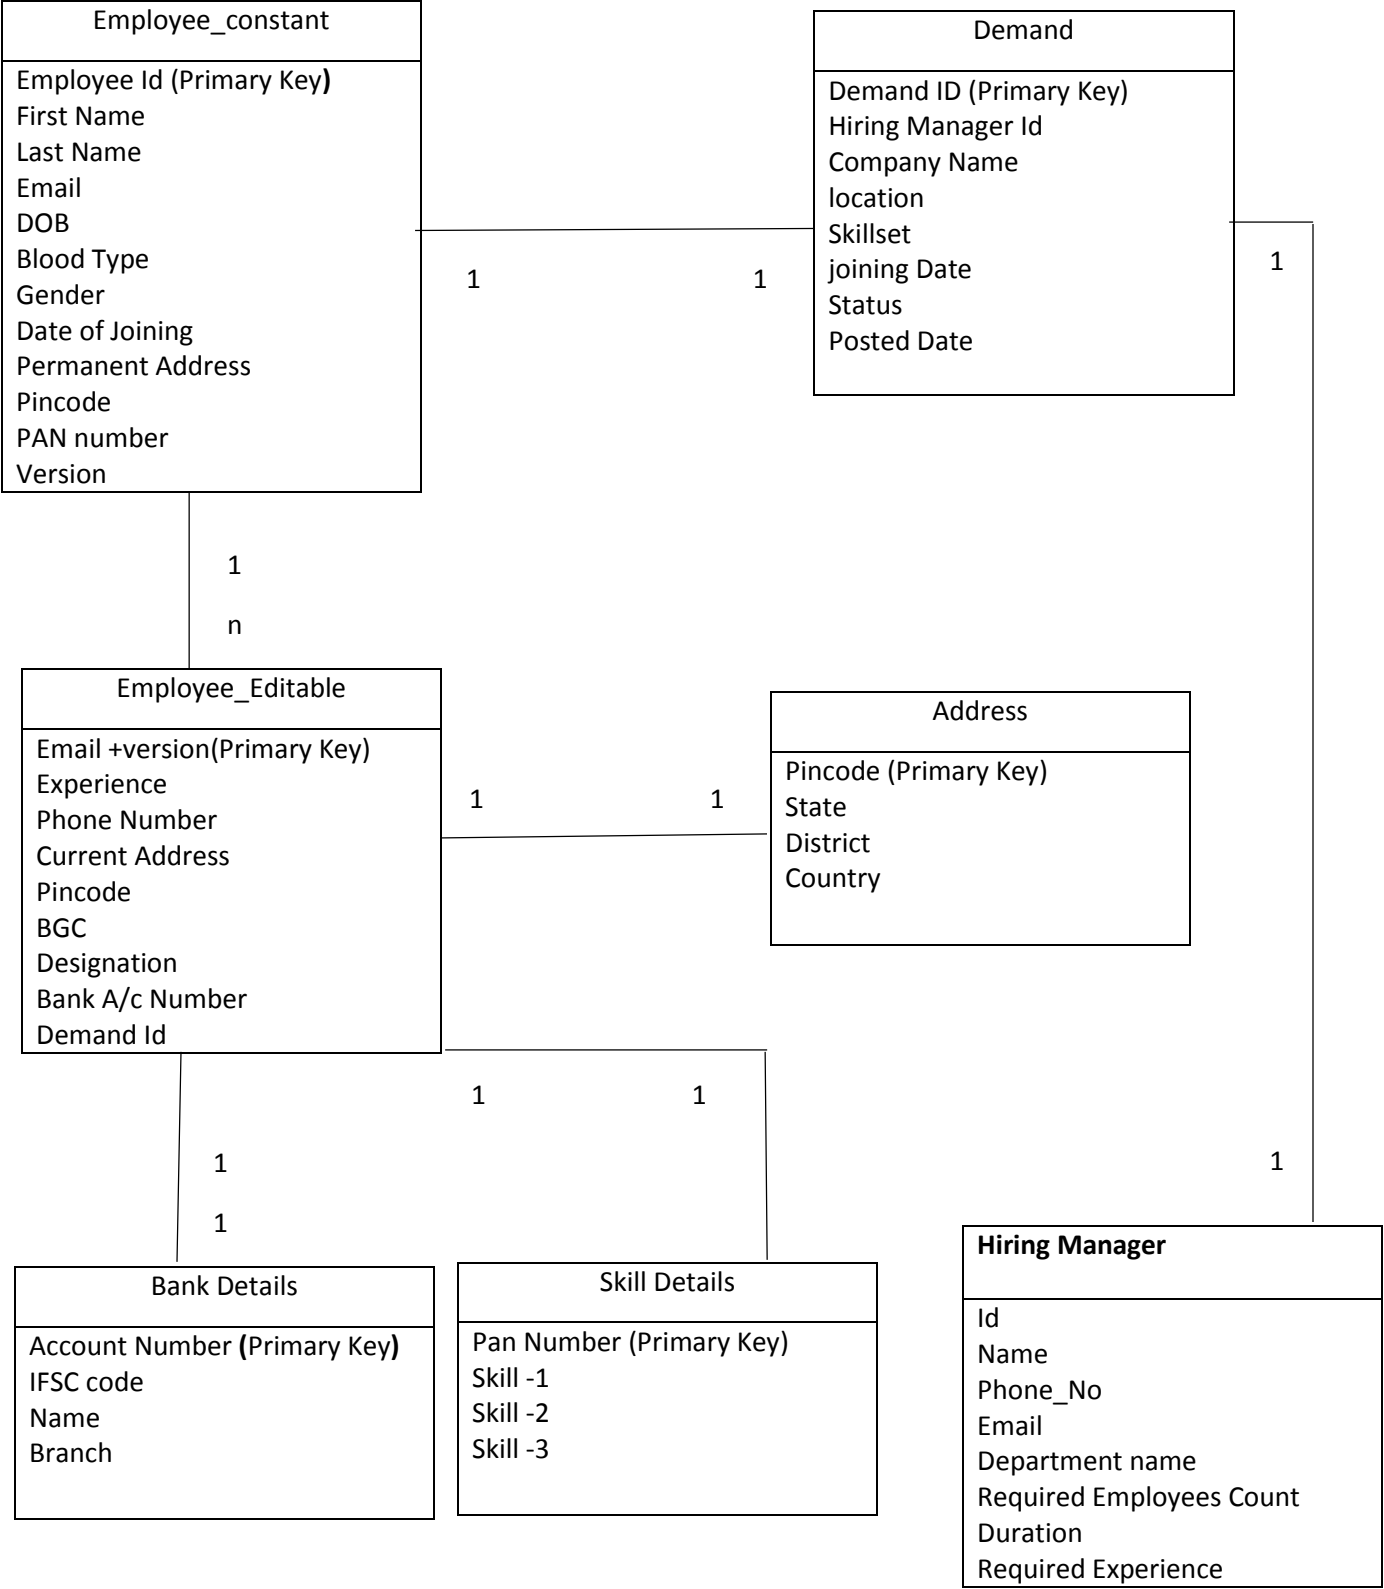 Employee_constant
Employee Id (Primary Key)
First Name
Last Name
Email
DOB
Blood Type
Gender
Date of Joining
Permanent Address
Pincode
PAN number
Version
Demand
Demand ID (Primary Key)
Hiring Manager Id
Company Name
location
Skillset
joining Date
Status
Posted Date
1
1
1
1
n
Employee_Editable
Email +version(Primary Key)
Experience
Phone Number
Current Address
Pincode
BGC
Designation
Bank A/c Number
Demand Id
1
1
Address
Pincode (Primary Key)
State
District
Country
1
1
1
1
1
Bank Details
Account Number (Primary Key)
IFSC code
Name
Branch
Skill Details
Pan Number (Primary Key)
Skill -1
Skill -2
Skill -3
Hiring Manager
Id
Name
Phone_No
Email
Department name
Required Employees Count
Duration
Required Experience